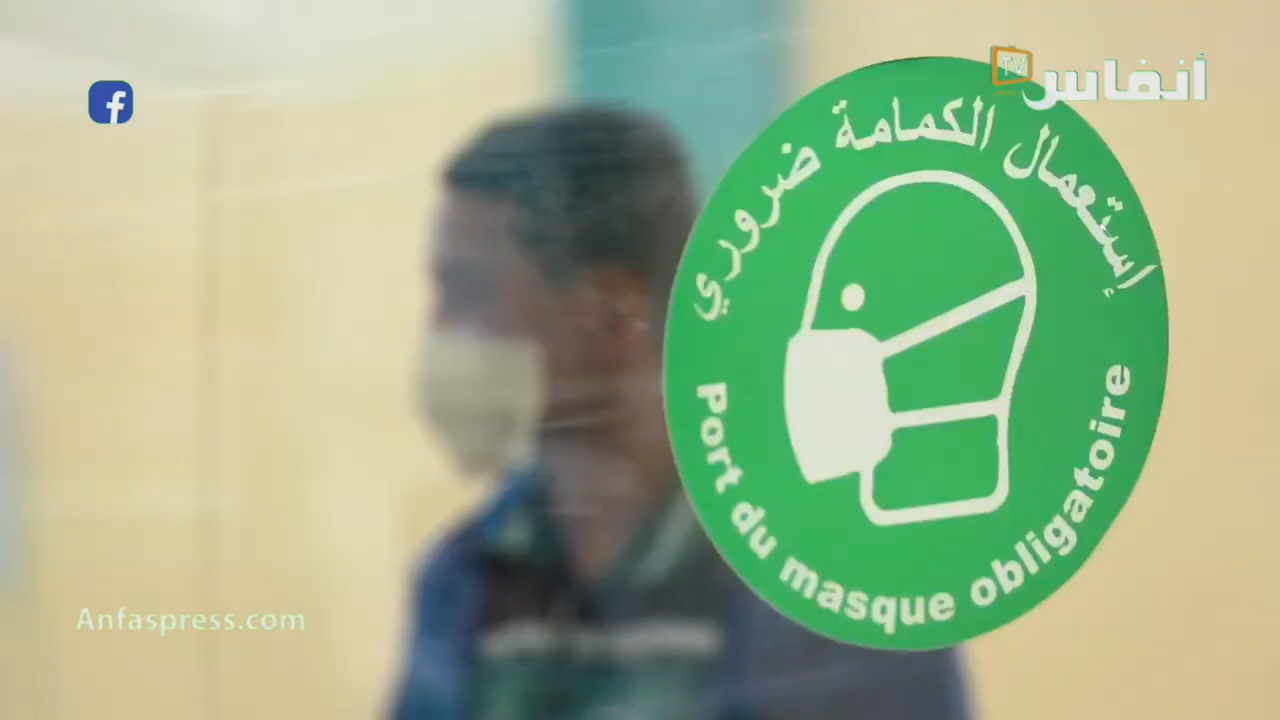 أنفاس
TV
إستعمال الكمامة ضروري
Port du masque obligatoire
Anfaspress.com